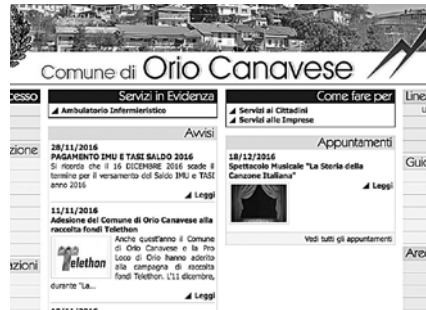 Comune di Orio Canavese
cesso
zione
azioni
Servizi in Evidenza
Ambulatorio Infermieristico
Avvisi
28/11/2016
PAGAMENTO IMU E TASI SALDO 2016
Si ricorda che il 16 DICEMBRE 2016 scade il
termine per il versamento del Saldo IMU e TASI
anno 2016
Leggi
11/11/2016
Adesione del Comune di Orio Canavese alla
raccolta fondi Telethon
Telethon
Anche quest'anno il Comune
di Orio Canavese e la Pro
Loco di Orio hanno aderito
alla campagna di raccolta
fondi Telethon. L'11 dicembre,
durante "La...
Leggi
Come fare per
Servizi ai Cittadini
Servizi alle Imprese
Appuntamenti
18/12/2016
Spettacolo Musicale "La Storia della
Canzone Italiana"
Leggi
Vedi tutti gli appuntamenti
Line
Guid
Are